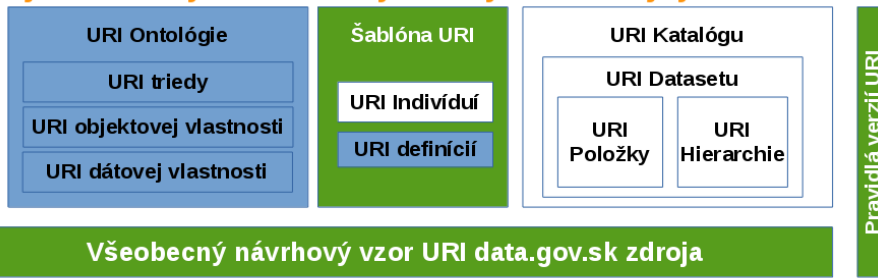 URI Ontológie
URI triedy
URI objektovej vlastnosti
URI dátovej vlastnosti
Šablóna URI
URI Indivíduí
URI definícií
URI Katalógu
URI Datasetu
URI
Položky
URI
Hierarchie
Pravidlá verzií URI
Všeobecný návrhový vzor URI data.gov.sk zdroja